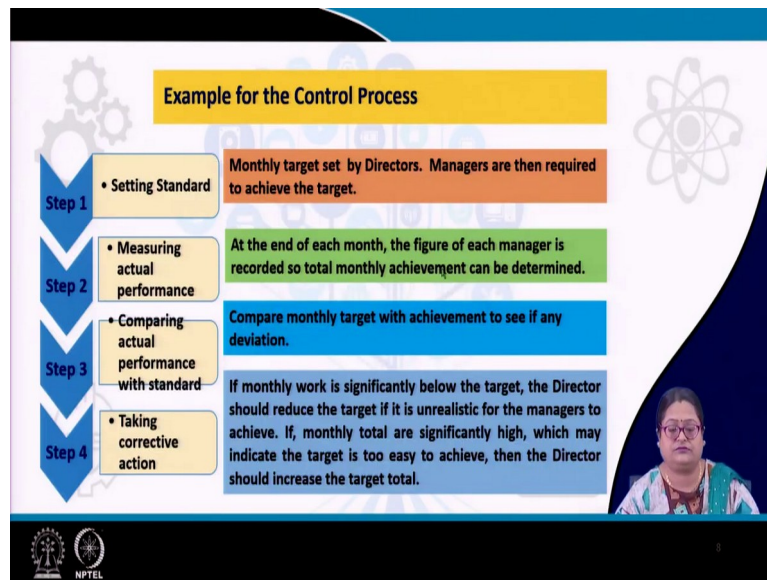 Example for the Control Process
Step 1
• Setting Standard
Monthly target set by Directors. Managers are then required
to achieve the target.
Step 2
• Measuring
actual
performance
At the end of each month, the figure of each manager is
recorded so total monthly achievement can be determined.
Step 3
• Comparing
actual
performance
with standard
Compare monthly target with achievement to see if any
deviation.
Step 4
• Taking
corrective
action
If monthly work is significantly below the target, the Director
should reduce the target if it is unrealistic for the managers to
achieve. If, monthly total are significantly high, which may
indicate the target is too easy to achieve, then the Director
should increase the target total.
NPTEL
8